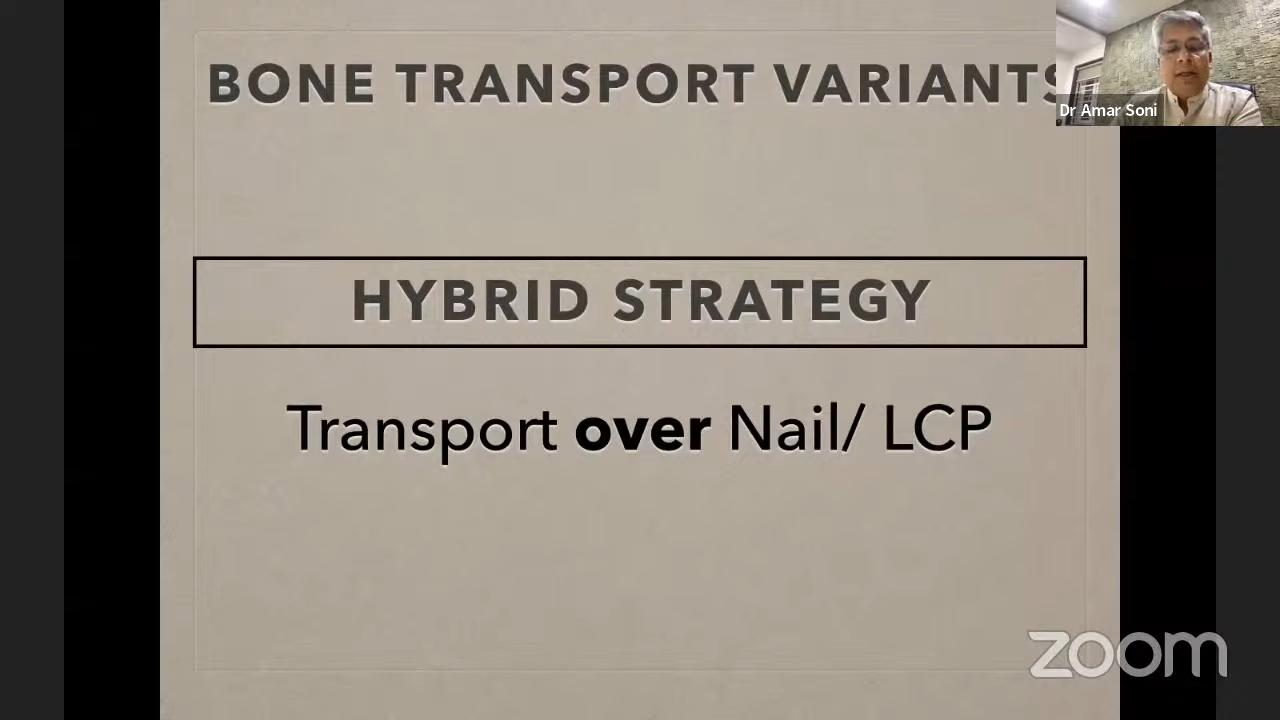 BONE TRANSPORT VARIANTS
Dr Amar Soni
HYBRID STRATEGY
Transport over Nail/ LCP
zoom